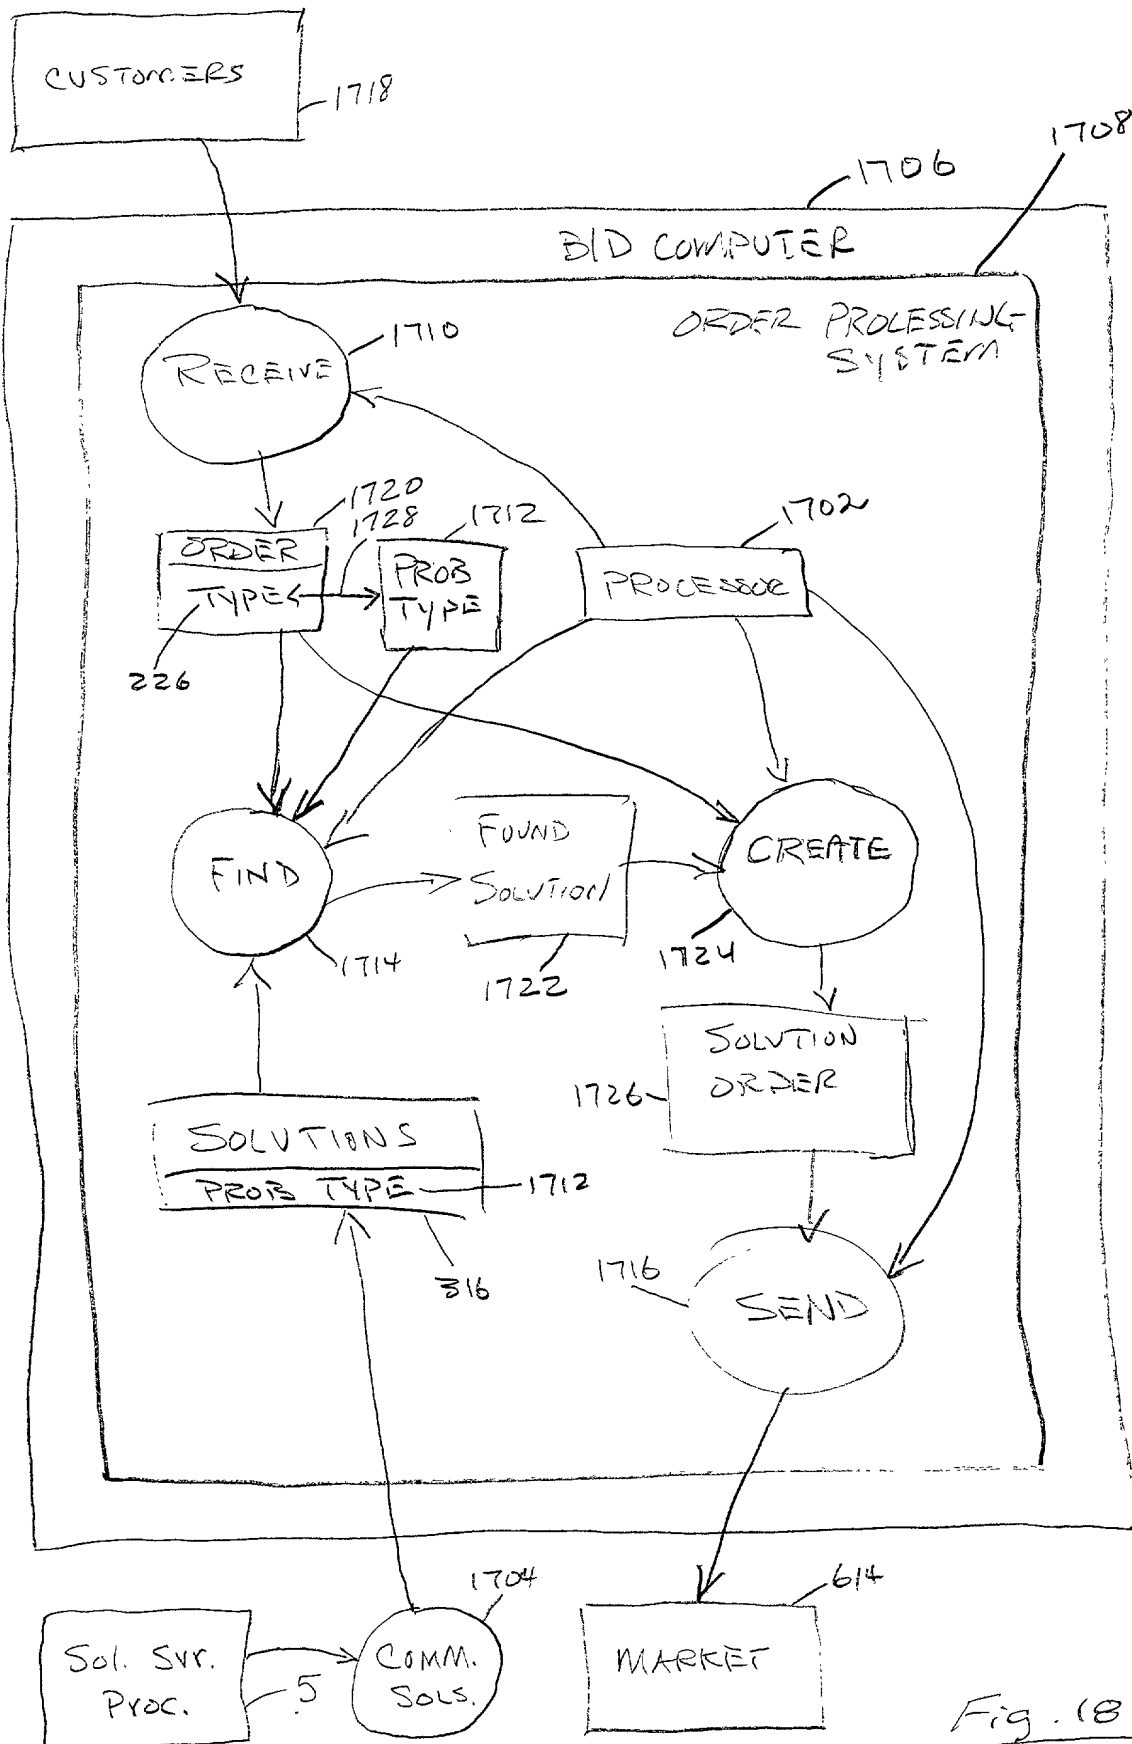 CUSTOMERS
1718
1708
1706
BID COMPUTER
ORDER PROCESSING
SYSTEM
1710
RECEIVE
1720
1728
1712
1702
ORDER
TYPE
PROB
TYPE
PROCESSOR
226
FIND
FOUND
SOLUTION
CREATE
1714
1722
1724
SOLUTION
ORDER
1726
SOLUTIONS
PROB TYPE
1712
316
1716
SEND
1704
614
Sol. Svr.
Proc.
5
COMM.
SOLS.
MARKET
Fig. 18